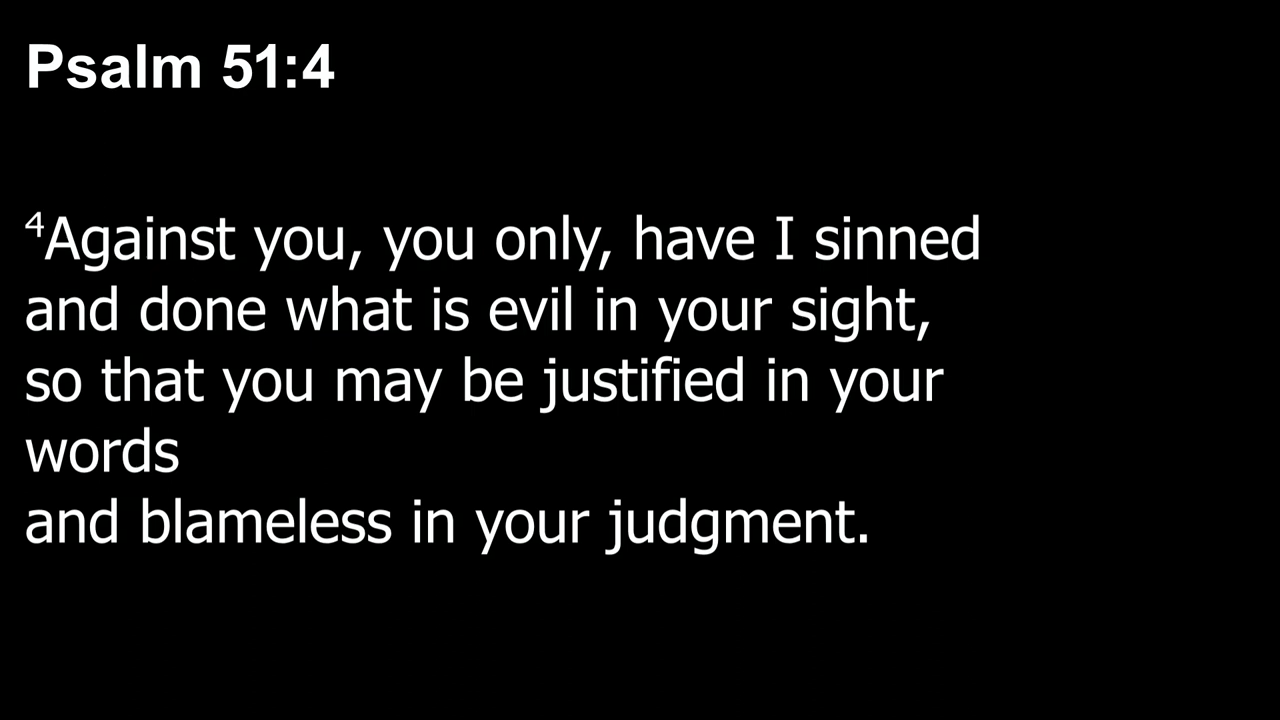 Psalm 51:4
⁴Against you, you only, have I sinned
and done what is evil in your sight,
so that you may be justified in your
words
and blameless in your judgment.